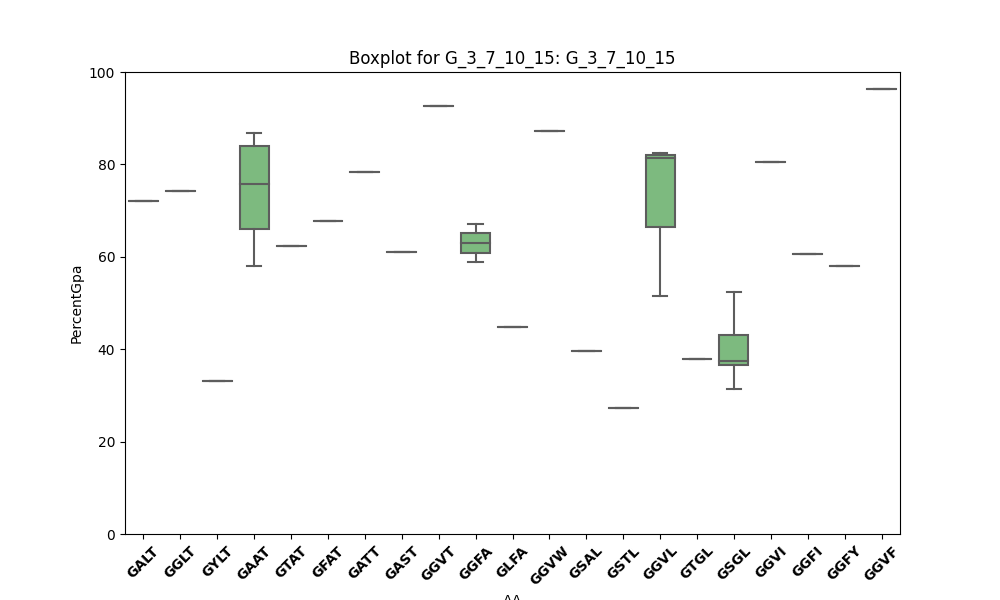 Boxplot for G_3_7_10_15: G_3_7_10_15
PercentGpa
100
80
60
40
20
0
GALT GGLT GYLT GAAT GTAT GFAT GATT GAST GGVT GGFA GLFA GGVW GSAL GSTL GGVL GTGL GSGL GGVI GGFI GGFY GGVF
AA